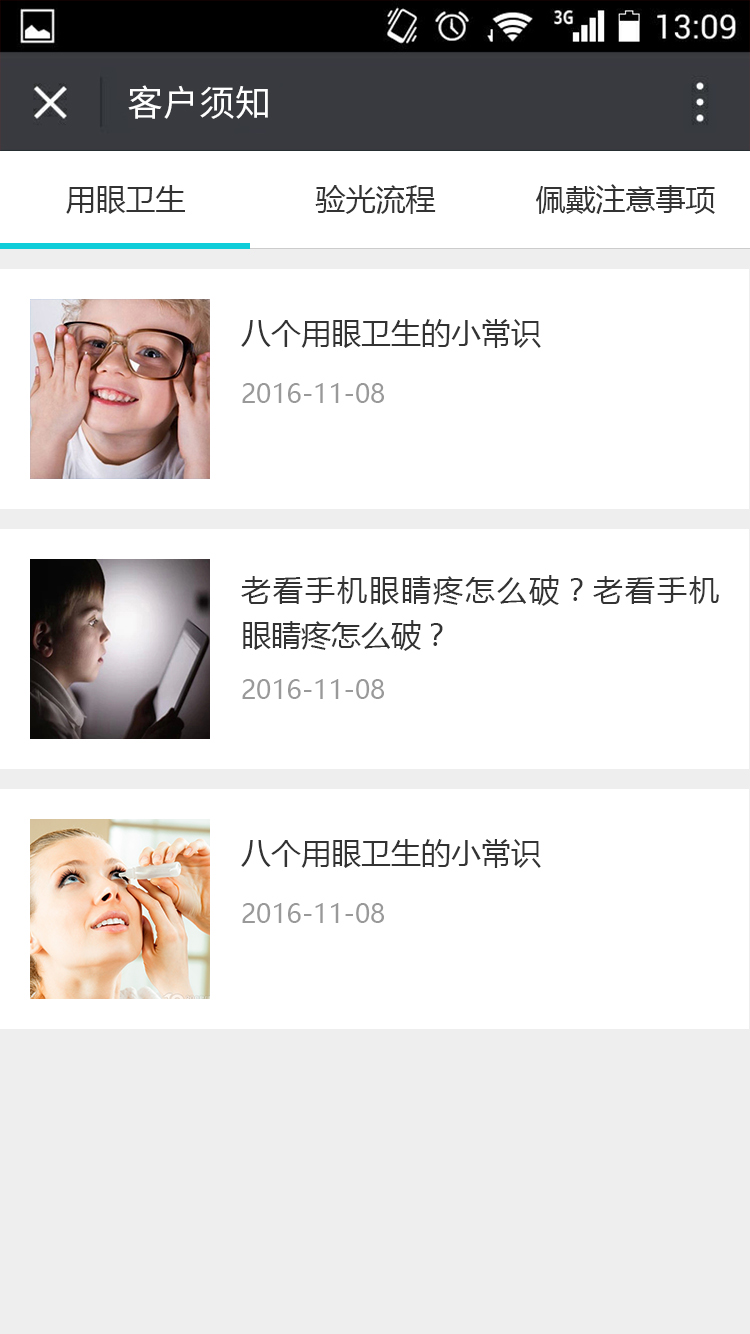 3G 13:09
客户须知
用眼卫生 验光流程 佩戴注意事项
八个用眼卫生的小常识
2016-11-08
老看手机眼睛疼怎么破？老看手机
眼睛疼怎么破？
2016-11-08
八个用眼卫生的小常识
2016-11-08